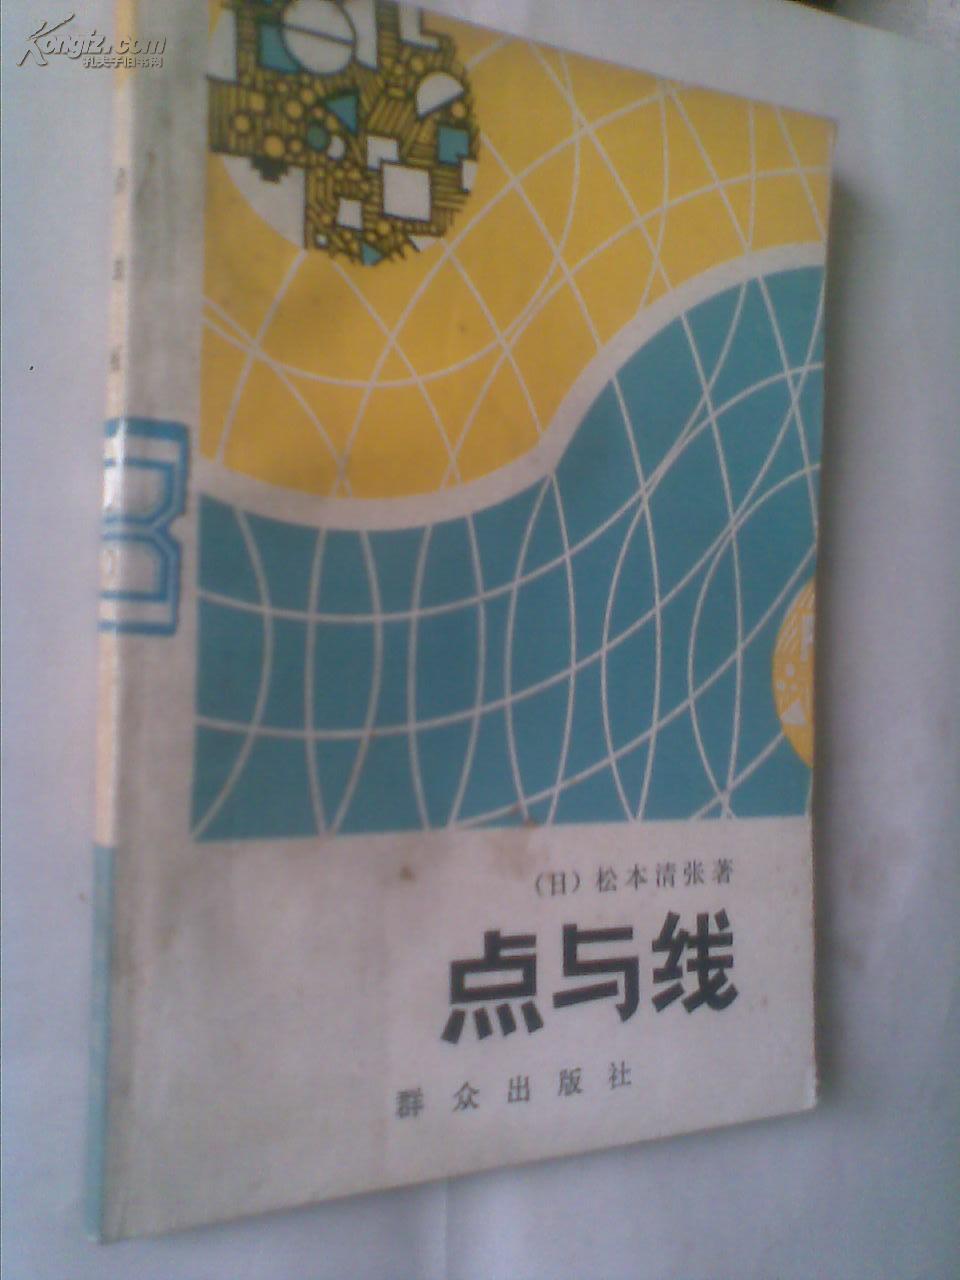 Kongfz.com
孔夫子旧书网
（日）松本清张著
点与线
群众出版社